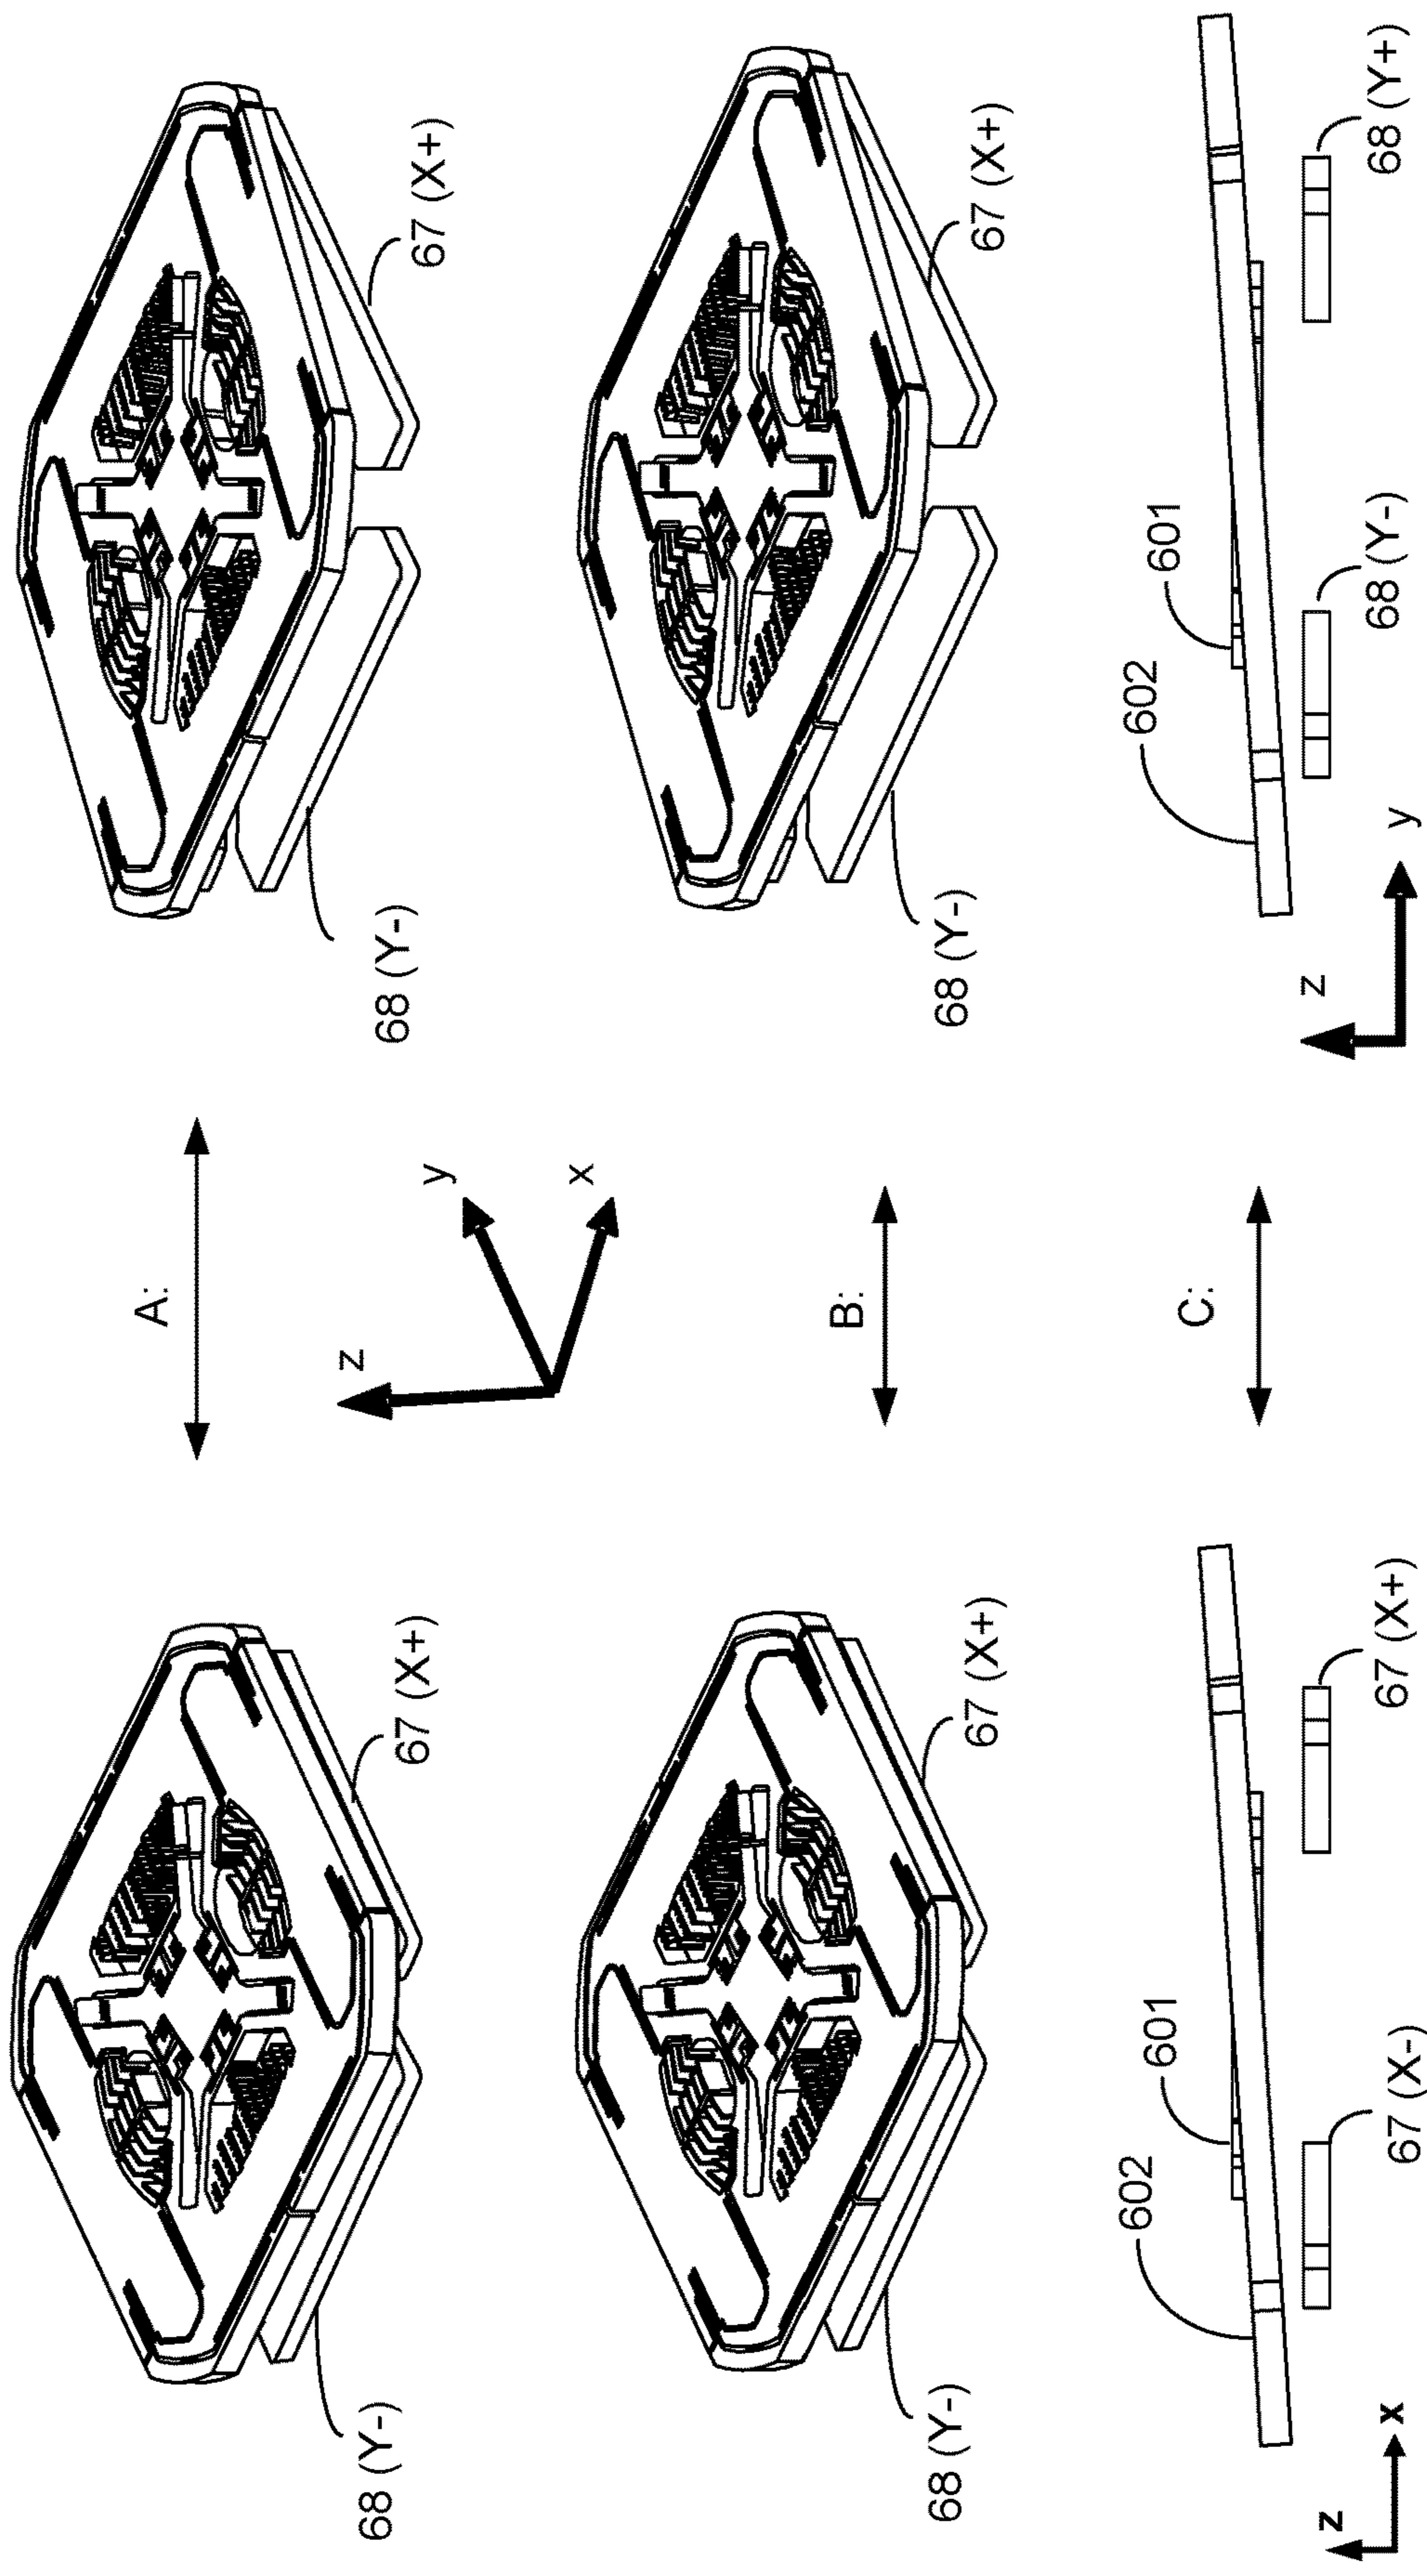 A:
68 (Y-)
67 (X+)
68 (Y-)
67 (X+)
z
y
x
B:
68 (Y-)
67 (X+)
68 (Y-)
67 (X+)
C:
602
601
67 (X-)
67 (X+)
z
x
602
601
68 (Y-)
68 (Y+)
z
y